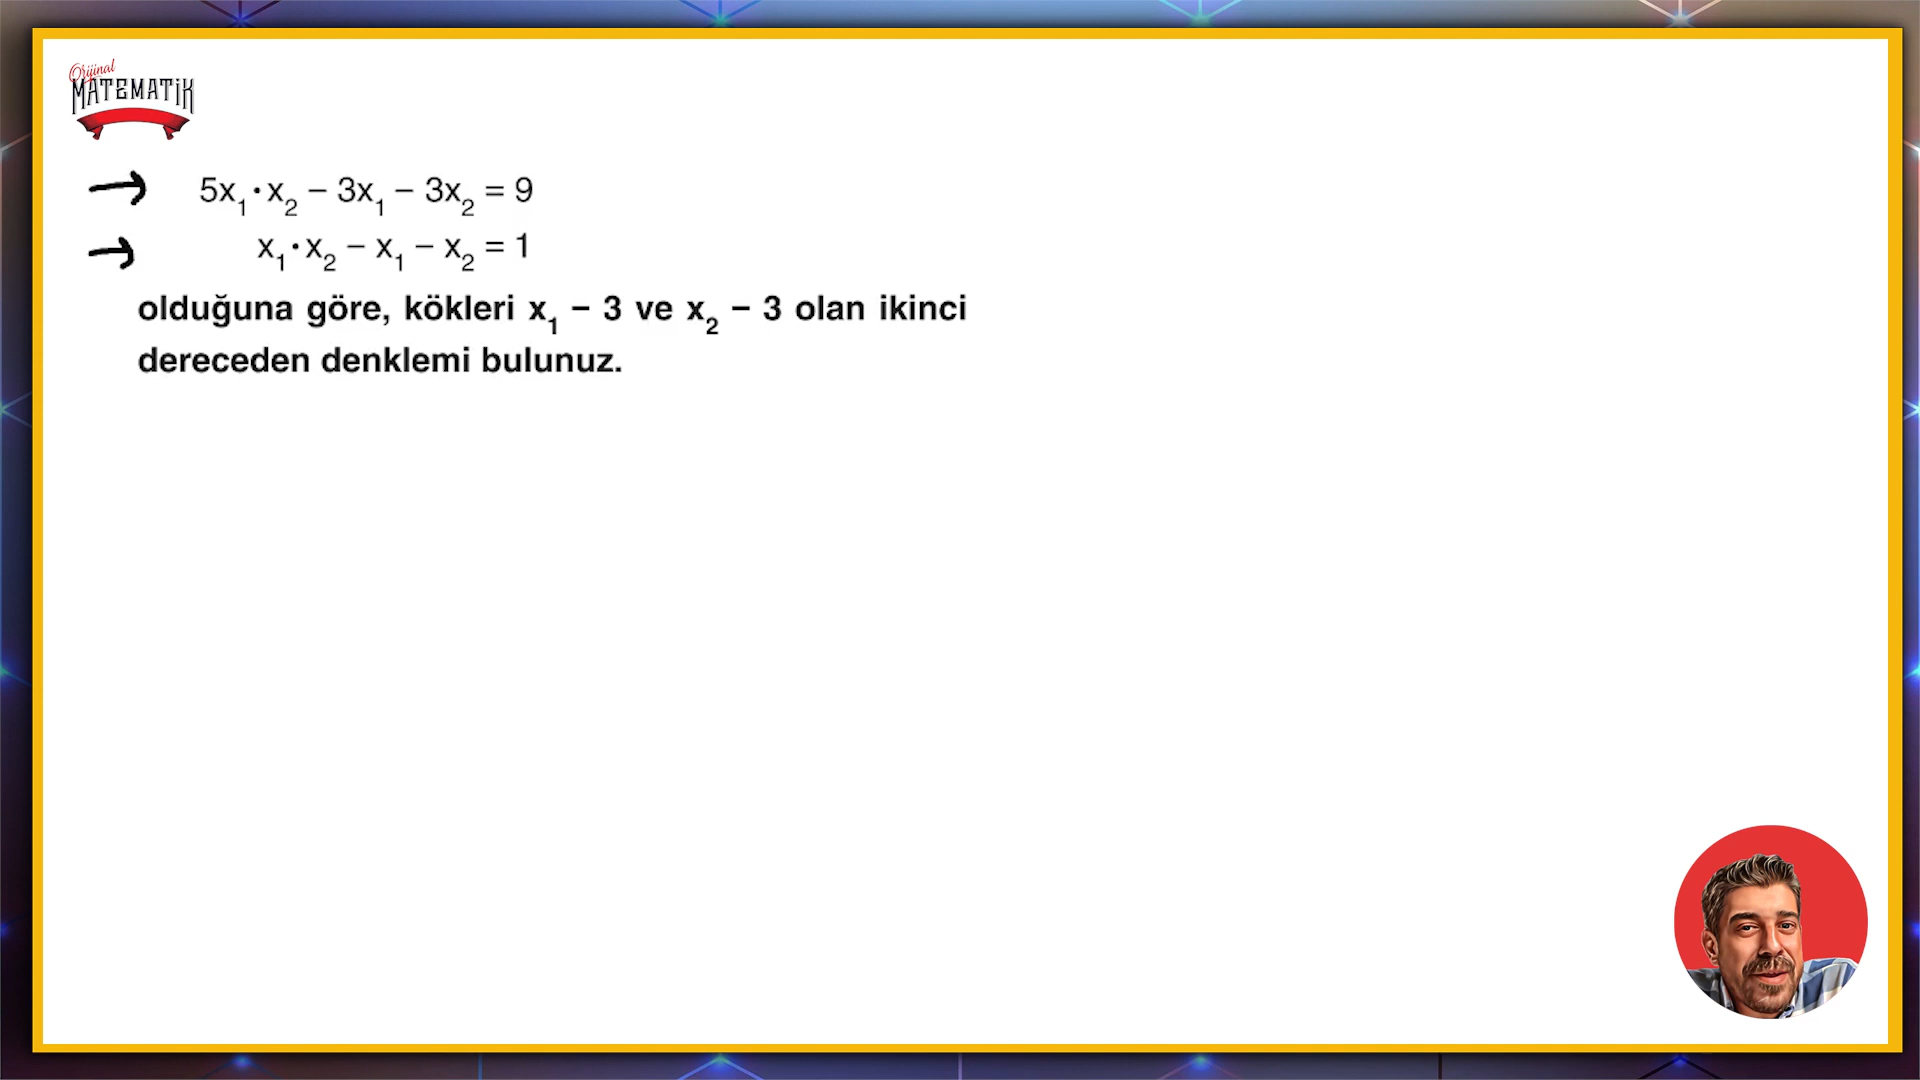 Orijinal
MATEMATİK
→ 5x₁·x₂ − 3x₁ − 3x₂ = 9
→ x₁·x₂ − x₁ − x₂ = 1
olduğuna göre, kökleri x₁ − 3 ve x₂ − 3 olan ikinci
dereceden denklemi bulunuz.